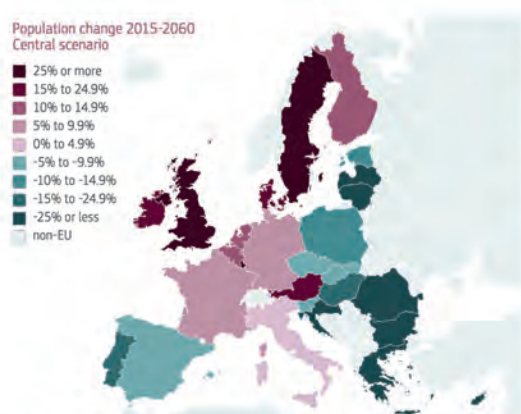 Population change 2015-2060
Central scenario
25% or more
15% to 24.9%
10% to 14.9%
5% to 9.9%
0% to 4.9%
-5% to -9.9%
-10% to -14.9%
-15% to -24.9%
-25% or less
non-EU